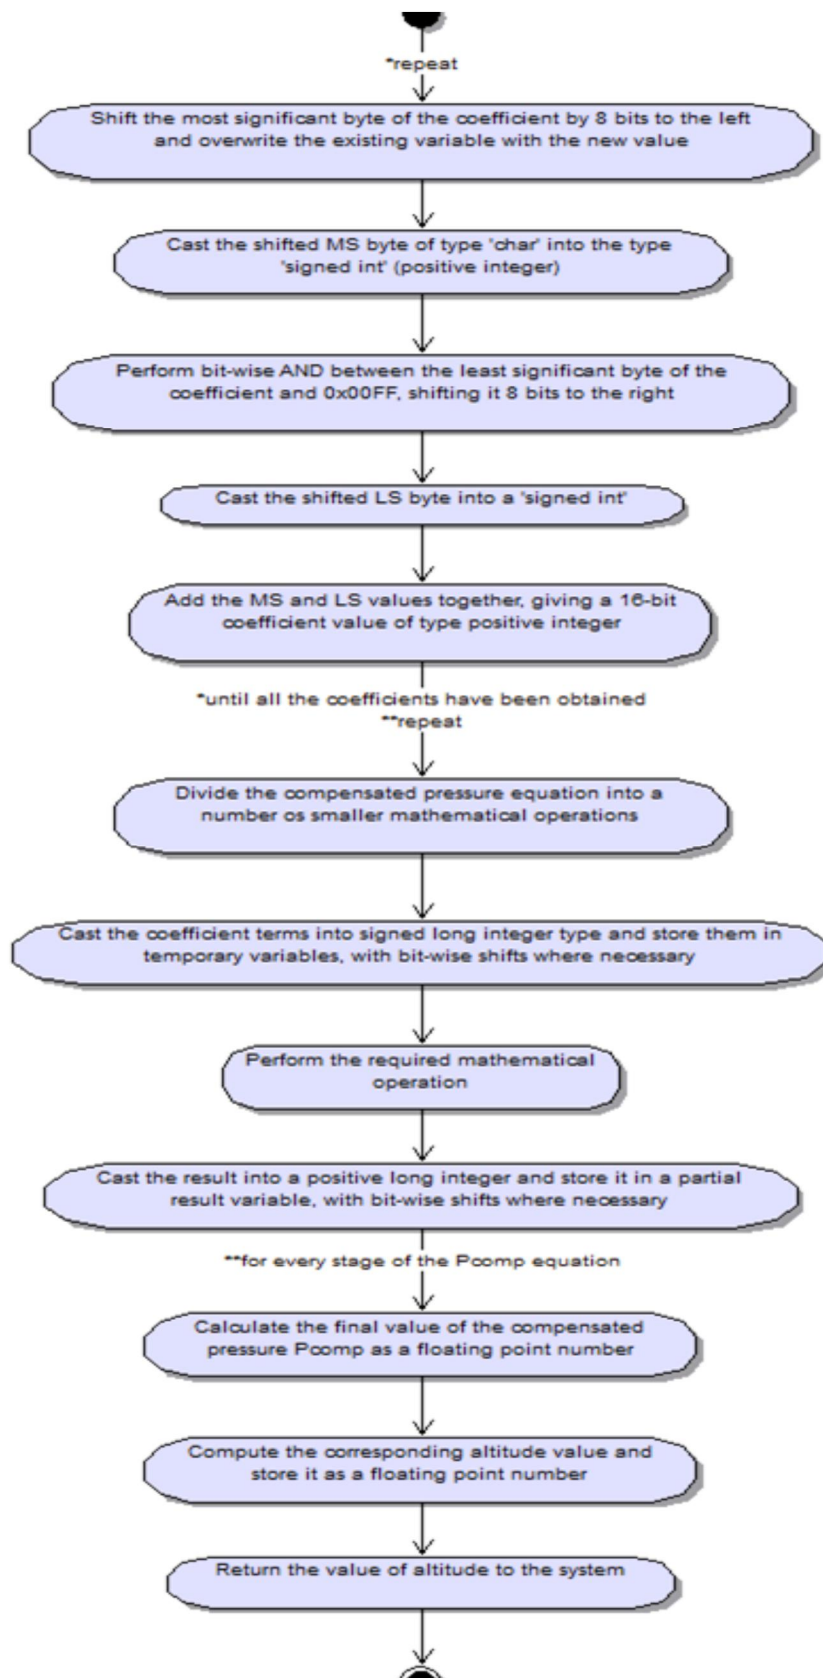 *repeat
Shift the most significant byte of the coefficient by 8 bits to the left
and overwrite the existing variable with the new value
Cast the shifted MS byte of type 'char' into the type
'signed int' (positive integer)
Perform bit-wise AND between the least significant byte of the
coefficient and 0x00FF, shifting it 8 bits to the right
Cast the shifted LS byte into a 'signed int'
Add the MS and LS values together, giving a 16-bit
coefficient value of type positive integer
*until all the coefficients have been obtained
**repeat
Divide the compensated pressure equation into a
number os smaller mathematical operations
Cast the coefficient terms into signed long integer type and store them in
temporary variables, with bit-wise shifts where necessary
Perform the required mathematical
operation
Cast the result into a positive long integer and store it in a partial
result variable, with bit-wise shifts where necessary
**for every stage of the Pcomp equation
Calculate the final value of the compensated
pressure Pcomp as a floating point number
Compute the corresponding altitude value and
store it as a floating point number
Return the value of altitude to the system